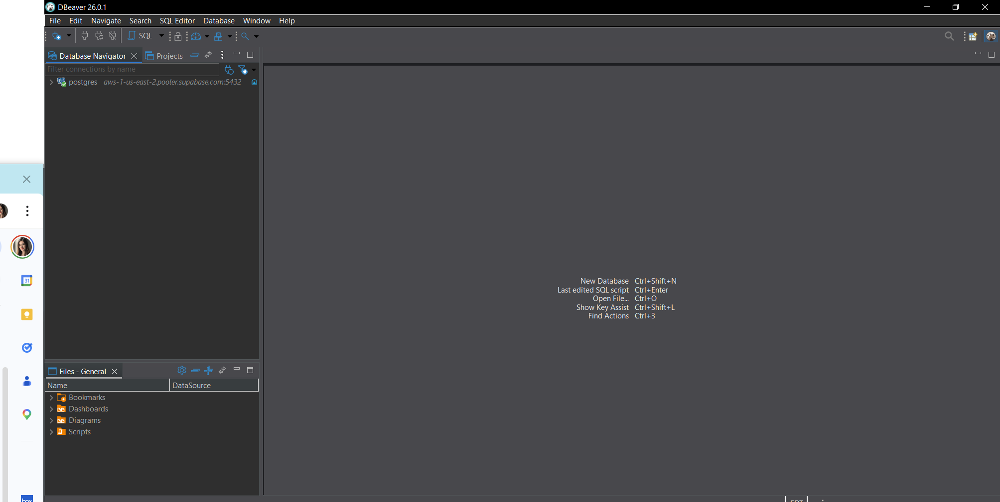 DBeaver 26.0.1
File Edit Navigate Search SQL Editor Database Window Help
SQL
Database Navigator Projects
Filter connections by name
postgres aws-1-us-east-2.pooler.supabase.com:5432
31
New Database Ctrl+Shift+N
Last edited SQL script Ctrl+Enter
Open File... Ctrl+O
Show Key Assist Ctrl+Shift+L
Find Actions Ctrl+3
Files - General
Name DataSource
Bookmarks
Dashboards
Diagrams
Scripts
box
EDT